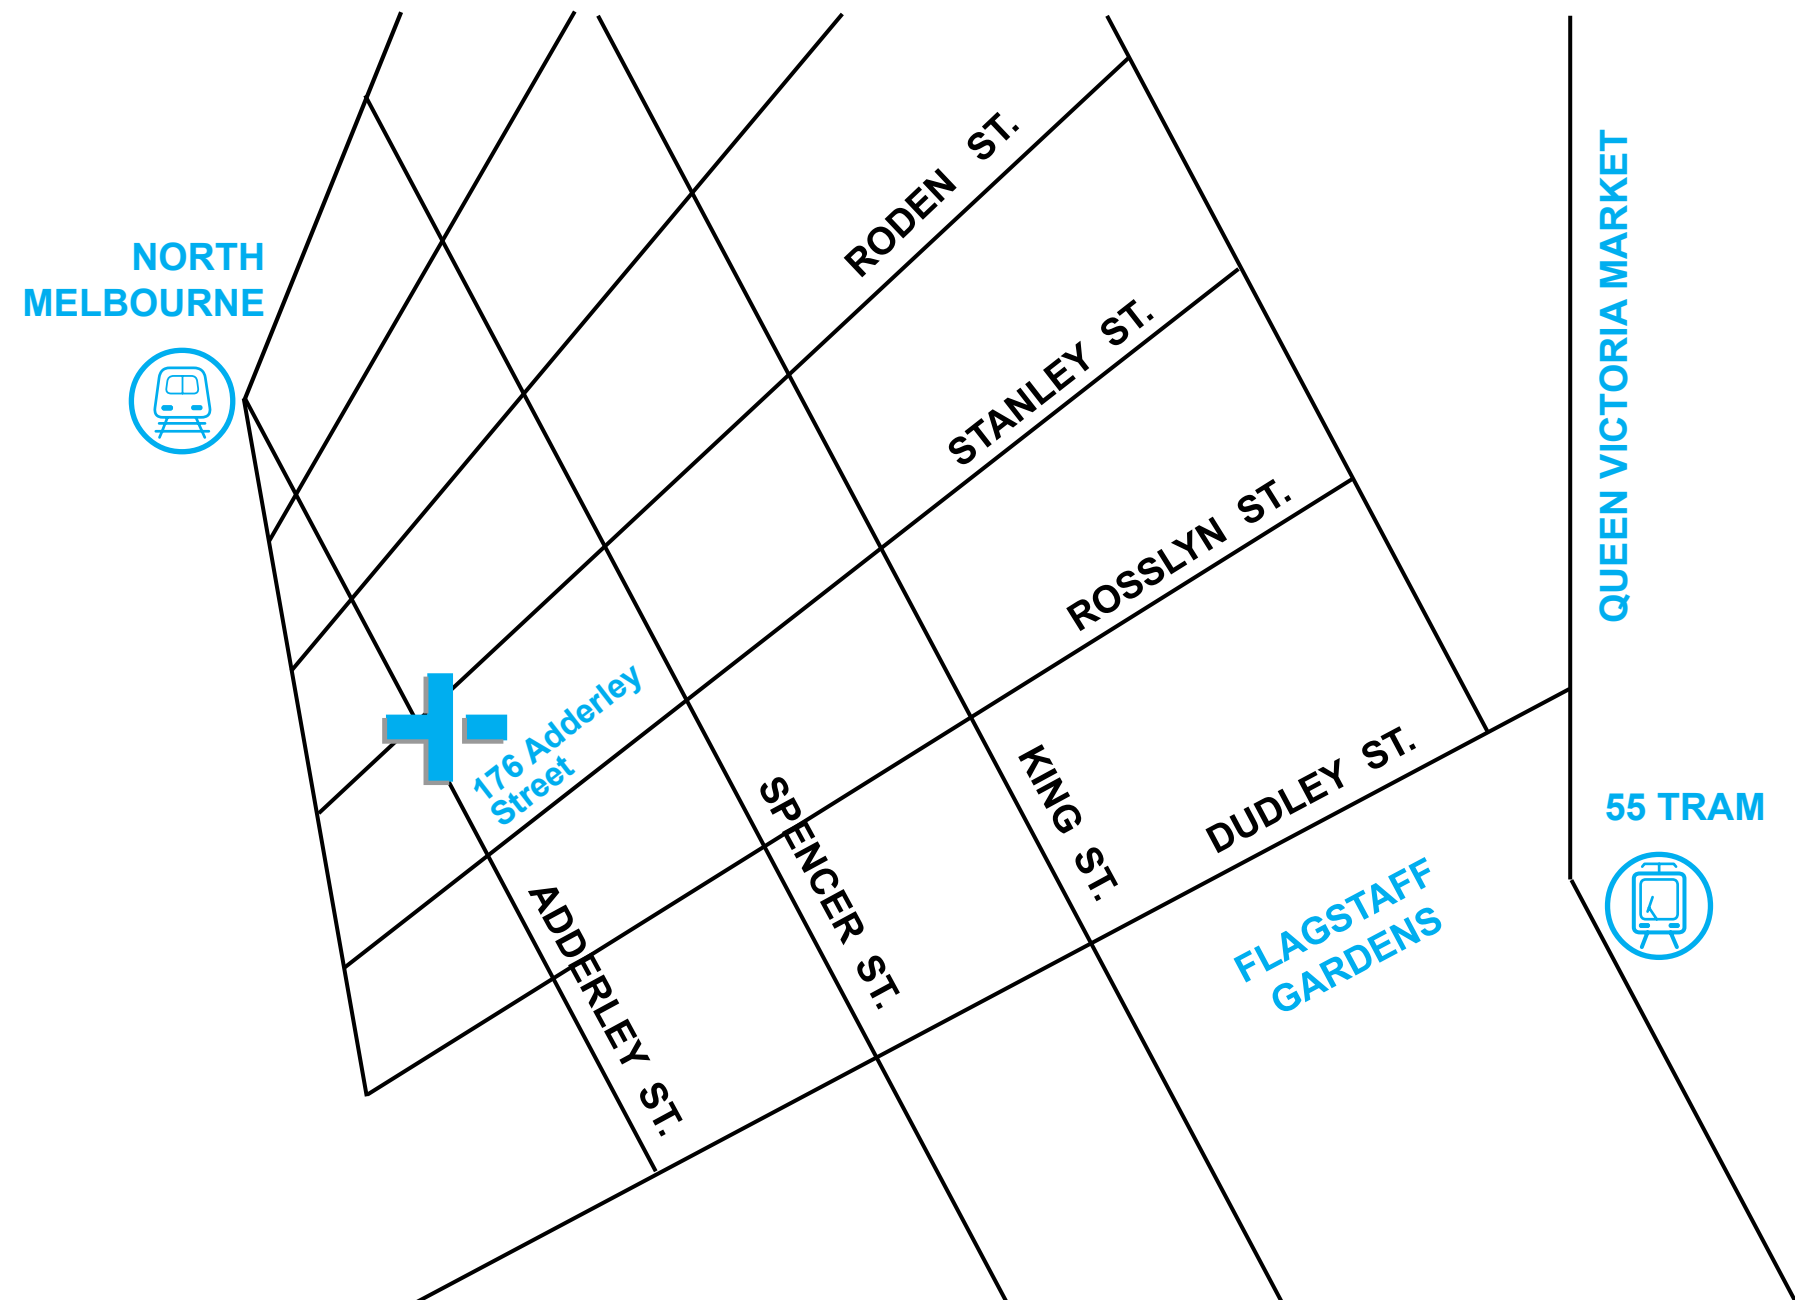 RODEN ST.
QUEEN VICTORIA MARKET
NORTH
MELBOURNE
STANLEY ST.
ROSSLYN ST.
176 Adderley
Street
KING ST.
DUDLEY ST.
SPENCER ST.
55 TRAM
ADDERLEY ST.
FLAGSTAFF
GARDENS